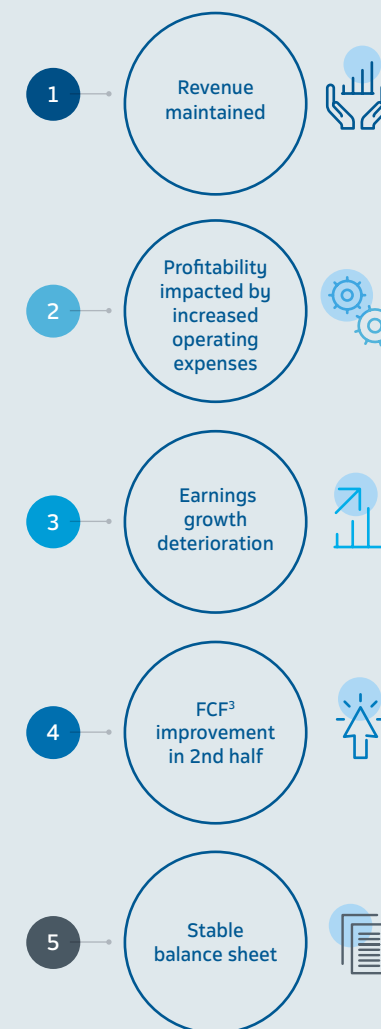 1
Revenue
maintained
2
Profitability
impacted by
increased
operating
expenses
3
Earnings
growth
deterioration
4
FCF³
improvement
in 2nd half
5
Stable
balance sheet